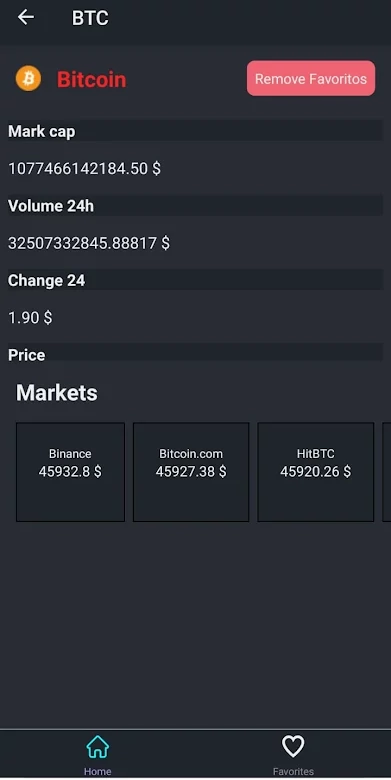 BTC
Bitcoin
Remove Favoritos
Mark cap
1077466142184.50 $
Volume 24h
32507332845.88817 $
Change 24
1.90 $
Price
Markets
Binance
Bitcoin.com
HitBTC
45932.8 $
45927.38 $
45920.26 $
Home
Favorites